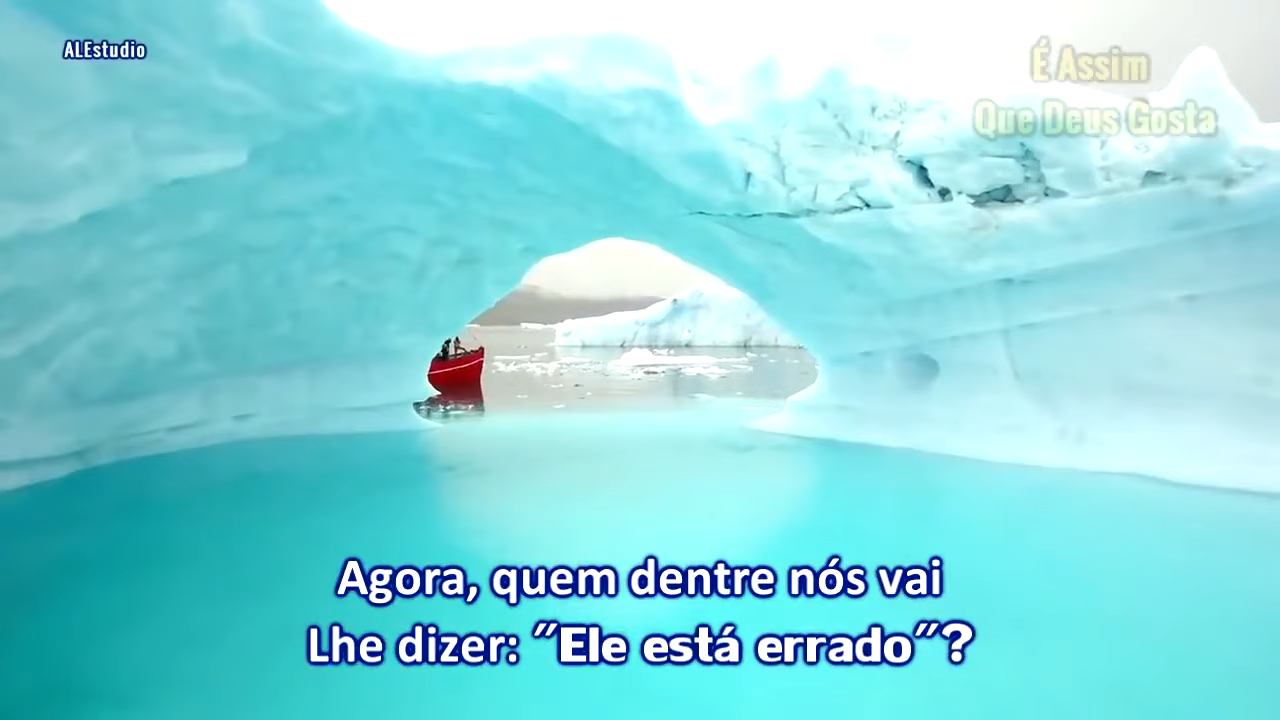 ALEstudio
É Assim
Que Deus Gosta
Agora, quem dentre nós vai
Lhe dizer: "Ele está errado"?